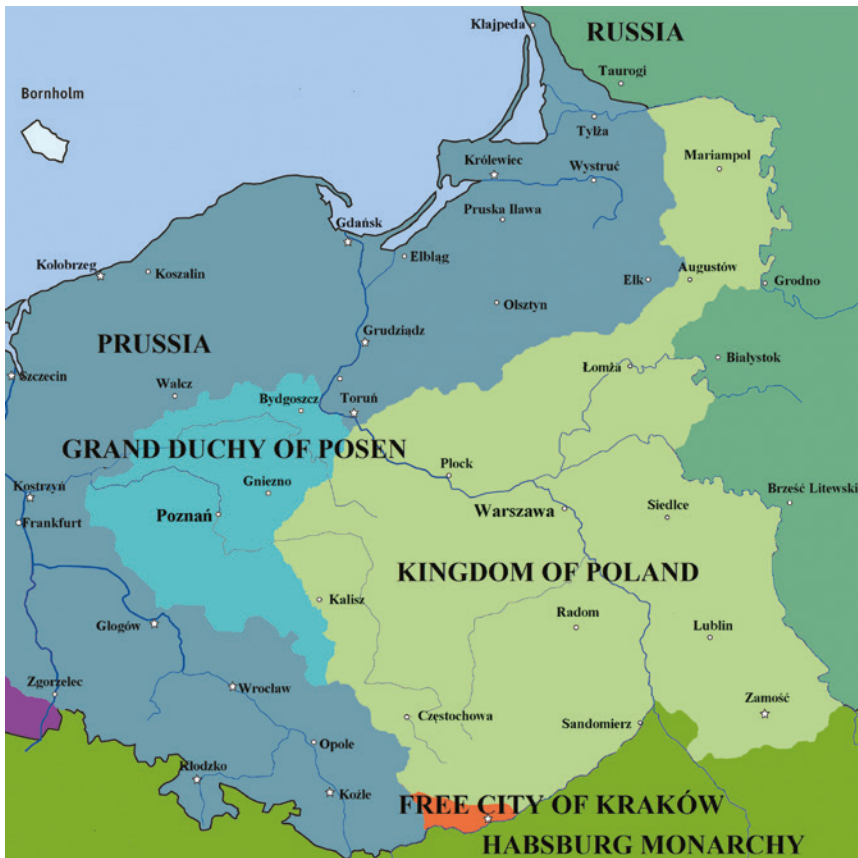 Kłajpeda
RUSSIA
Taurogi
Bornholm
Tylża
Królewiec
Wystruć
Mariampol
Pruska Iława
Gdańsk
Elbląg
Kołobrzeg
Koszalin
Ełk
Augustów
Grodno
Olsztyn
Grudziądz
PRUSSIA
Białystok
Łomża
Szczecin
Wałcz
Bydgoszcz
Toruń
GRAND DUCHY OF POSEN
Płock
Gniezno
Kostrzyń
Brześć Litewski
Poznań
Warszawa
Siedlce
Frankfurt
KINGDOM OF POLAND
Kalisz
Radom
Głogów
Lublin
Zgorzelec
Wrocław
Zamość
Częstochowa
Sandomierz
Opole
Kłodzko
Koźle
FREE CITY OF KRAKÓW
HABSBURG MONARCHY